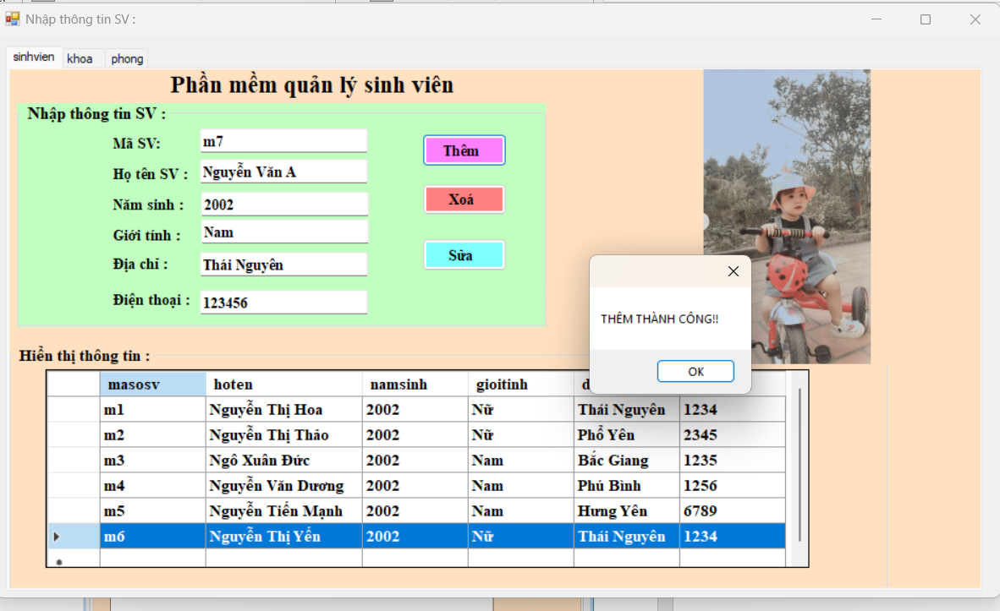 Nhập thông tin SV :
sinhvien khoa phong
Phần mềm quản lý sinh viên
Nhập thông tin SV :
Mã SV: m7
Thêm
Họ tên SV : Nguyễn Văn A
Năm sinh : 2002
Xoá
Giới tính : Nam
Địa chỉ : Thái Nguyên
Sửa
Điện thoại : 123456
THÊM THÀNH CÔNG!!
OK
Hiển thị thông tin :
masosv hoten namsinh gioitinh
m1 Nguyễn Thị Hoa 2002 Nữ Thái Nguyên 1234
m2 Nguyễn Thị Thảo 2002 Nữ Phổ Yên 2345
m3 Ngô Xuân Đức 2002 Nam Bắc Giang 1235
m4 Nguyễn Văn Dương 2002 Nam Phú Bình 1256
m5 Nguyễn Tiến Mạnh 2002 Nam Hưng Yên 6789
m6 Nguyễn Thị Yến 2002 Nữ Thái Nguyên 1234